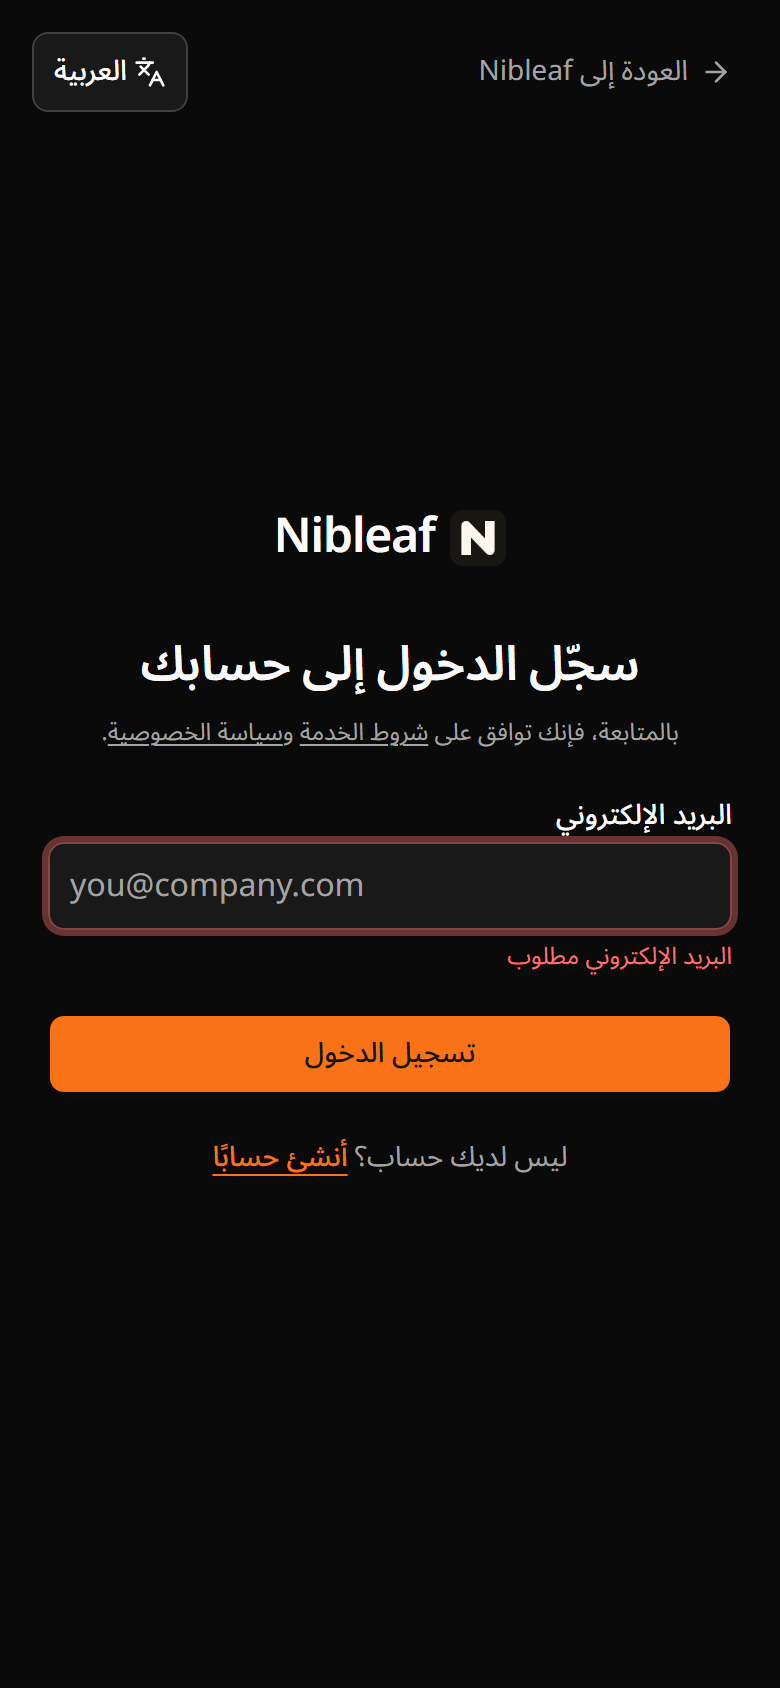 العودة إلى Nibleaf
العربية
Nibleaf
سجّل الدخول إلى حسابك
بالمتابعة، فإنك توافق على شروط الخدمة وسياسة الخصوصية.
البريد الإلكتروني
you@company.com
البريد الإلكتروني مطلوب
تسجيل الدخول
ليس لديك حساب؟ أنشئ حسابًا